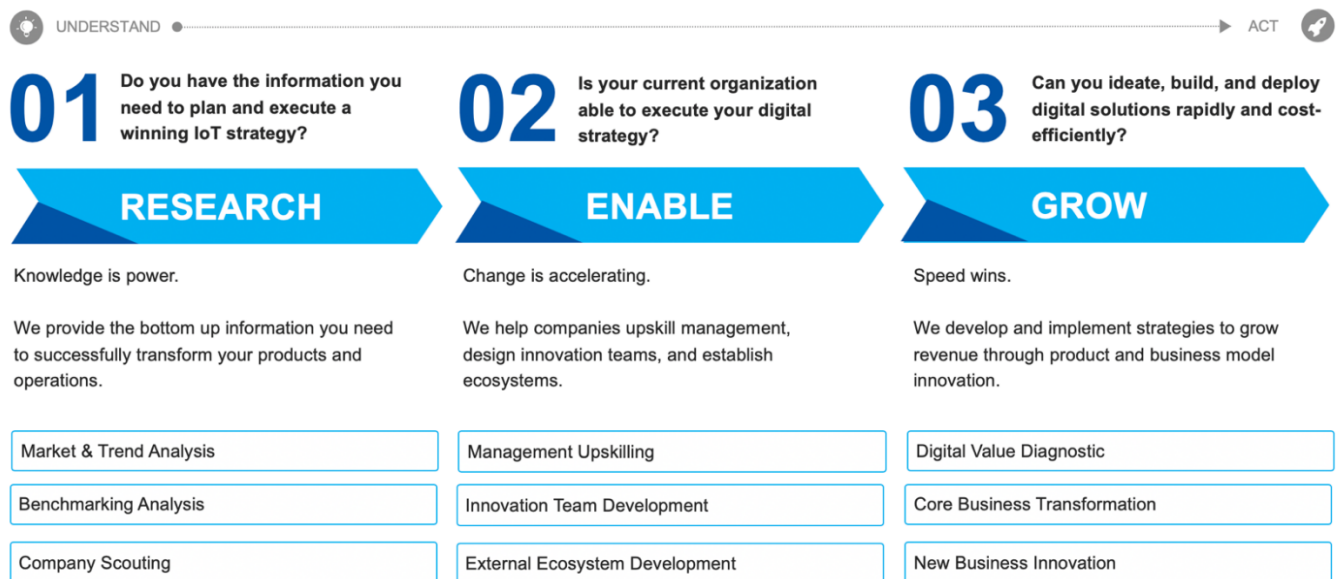 UNDERSTAND
ACT
01
Do you have the information you
need to plan and execute a
winning IoT strategy?
02
Is your current organization
able to execute your digital
strategy?
03
Can you ideate, build, and deploy
digital solutions rapidly and cost-
efficiently?
RESEARCH
ENABLE
GROW
Knowledge is power.
We provide the bottom up information you need
to successfully transform your products and
operations.
Change is accelerating.
We help companies upskill management,
design innovation teams, and establish
ecosystems.
Speed wins.
We develop and implement strategies to grow
revenue through product and business model
innovation.
Market & Trend Analysis
Benchmarking Analysis
Company Scouting
Management Upskilling
Innovation Team Development
External Ecosystem Development
Digital Value Diagnostic
Core Business Transformation
New Business Innovation